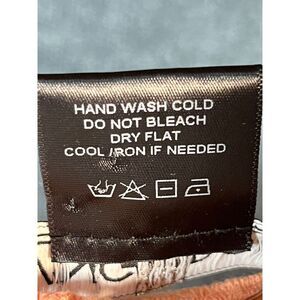 HAND WASH COLD
DO NOT BLEACH
DRY FLAT
COOL IRON IF NEEDED